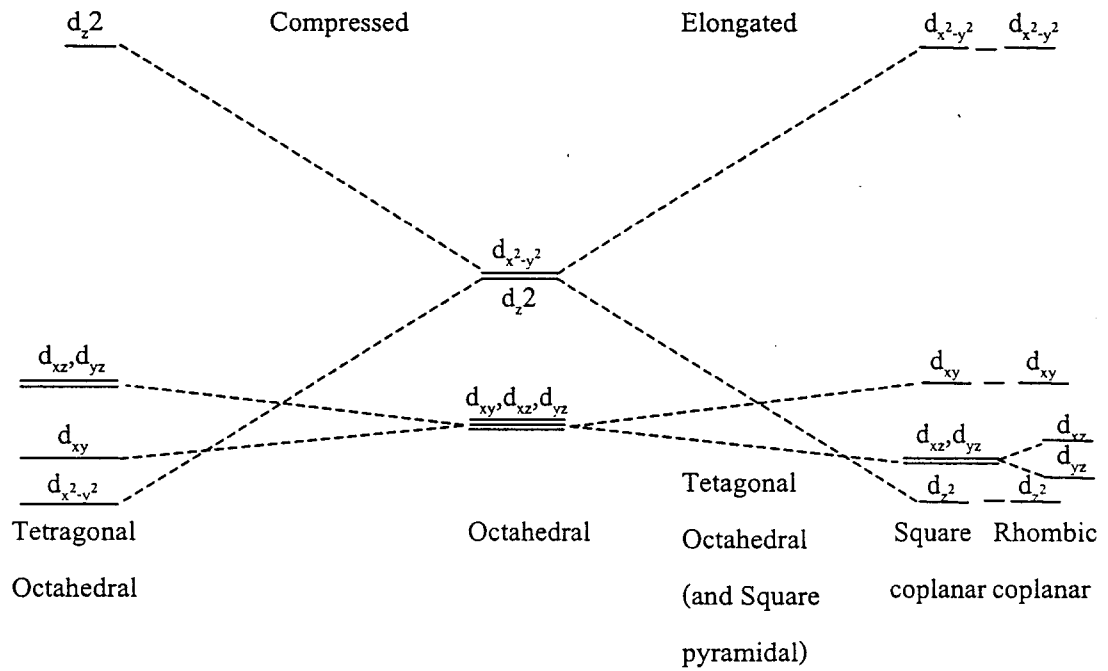 Compressed
Elongated
d_z2
d_x²-y²
d_x²-y²
d_x²-y²
d_z2
d_xz,d_yz
d_xy
d_x²-y²
d_xy,d_xz,d_yz
d_xy
d_xy
d_xz,d_yz
d_xz
d_yz
d_z²
d_z²
Tetragonal
Octahedral
Octahedral
Tetagonal
Octahedral
(and Square
pyramidal)
Square Rhombic
coplanar coplanar